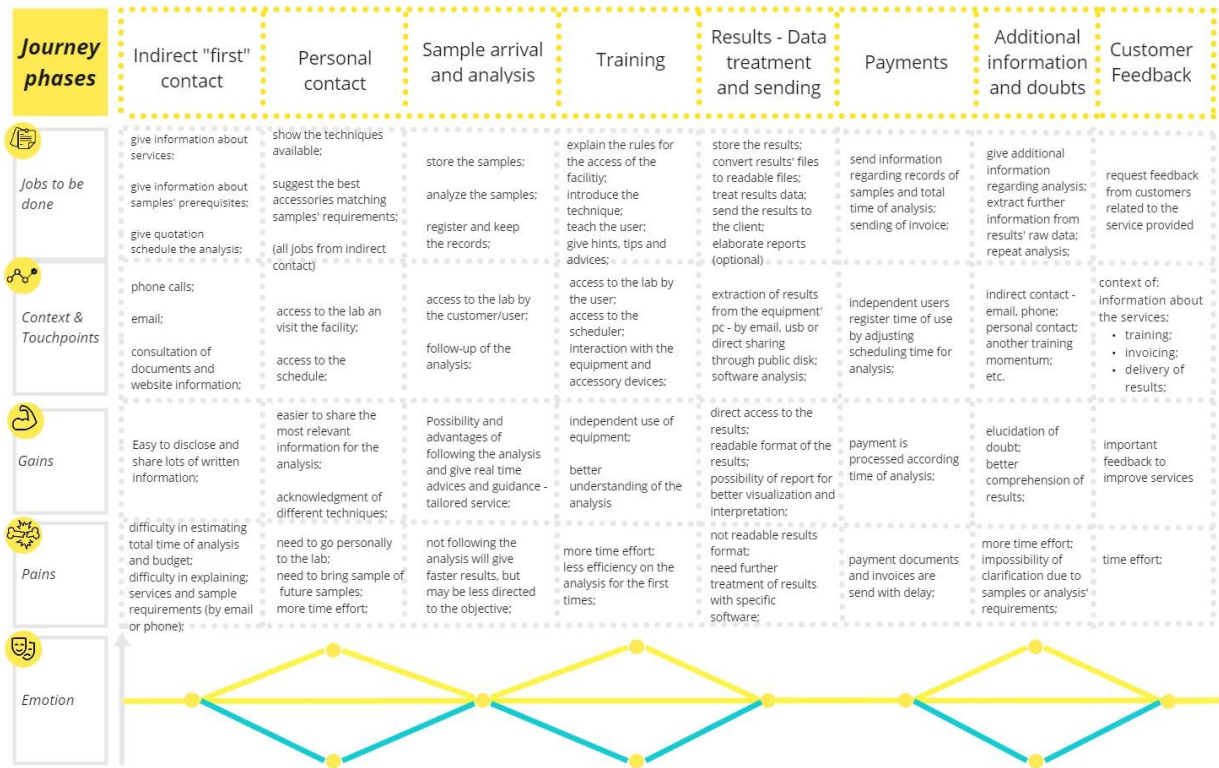 Journey
phases
Indirect "first"
contact
Personal
contact
Sample arrival
and analysis
Training
Results - Data
treatment
and sending
Payments
Additional
information
and doubts
Customer
Feedback
Jobs to be
done
give information about
services;
give information about
samples' prerequisites;
give quotation
schedule the analysis;
show the techniques
available;
suggest the best
accessories matching
samples' requirements;
(all jobs from indirect
contact)
store the samples;
analyze the samples;
register and keep
the records;
explain the rules for
the access of the
facilitiy;
introduce the
technique;
teach the user;
give hints, tips and
advices;
store the results;
convert results' files
to readable files;
treat results data;
send the results to
the client;
elaborate reports
(optional)
send information
regarding records of
samples and total
time of analysis;
sending of invoice;
give additional
information
regarding analysis;
extract further
information from
results' raw data;
repeat analysis;
request feedback
from customers
related to the
service provided
Context &
Touchpoints
phone calls;
email;
consultation of
documents and
website information;
access to the lab an
visit the facility;
access to the
schedule;
access to the lab by
the customer/user;
follow-up of the
analysis;
access to the lab by
the user;
access to the
scheduler;
interaction with the
equipment and
accessory devices;
extraction of results
from the equipment'
pc - by email, usb or
direct sharing
through public disk;
software analysis;
independent users
register time of use
by adjusting
scheduling time for
analysis;
indirect contact -
email, phone;
personal contact;
another training
momentum;
etc.
context of:
information about
the services;
• training;
• invoicing;
• delivery of
results;
Gains
Easy to disclose and
share lots of written
information;
easier to share the
most relevant
information for the
analysis;
acknowledgment of
different techniques;
Possibility and
advantages of
following the analysis
and give real time
advices and guidance -
tailored service;
independent use of
equipment;
better
understanding of the
analysis
direct access to the
results;
readable format of the
results;
possibility of report for
better visualization and
interpretation;
payment is
processed according
time of analysis;
elucidation of
doubt;
better
comprehension of
results;
important
feedback to
improve services
Pains
difficulty in estimating
total time of analysis
and budget;
difficulty in explaining;
services and sample
requirements (by email
or phone);
need to go personally
to the lab;
need to bring sample of
future samples;
more time effort;
not following the
analysis will give
faster results, but
may be less directed
to the objective;
more time effort;
less efficiency on the
analysis for the first
times;
not readable results
format;
need further
treatment of results
with specific
software;
payment documents
and invoices are
send with delay;
more time effort;
impossibility of
clarification due to
samples or analysis'
requirements;
time effort;
Emotion